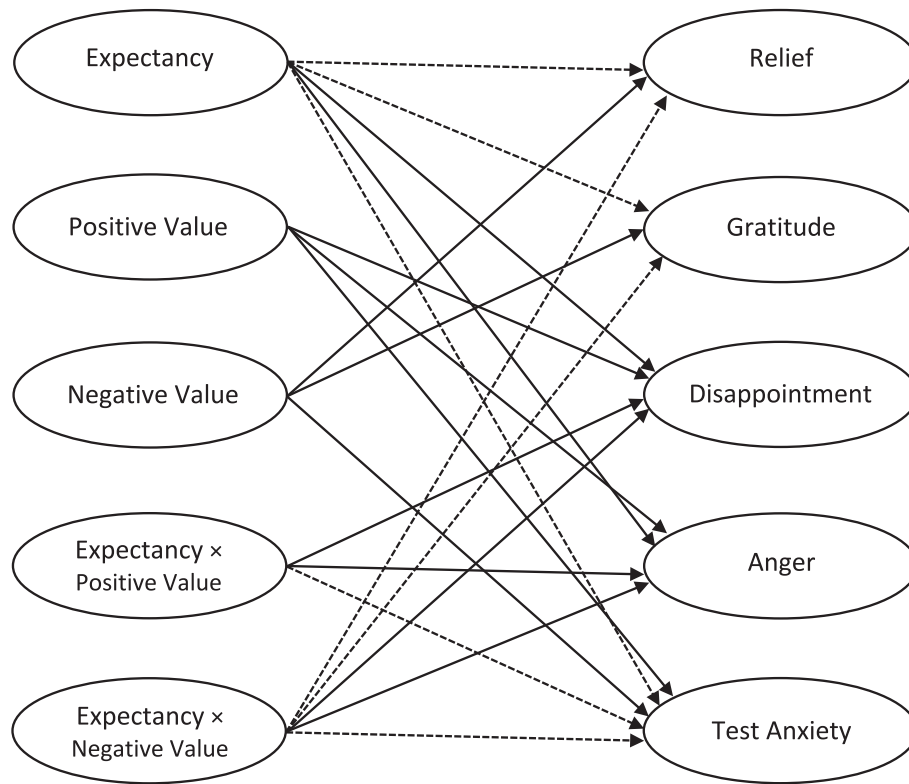 Expectancy
Relief
Positive Value
Gratitude
Negative Value
Disappointment
Expectancy ×
Positive Value
Anger
Expectancy ×
Negative Value
Test Anxiety